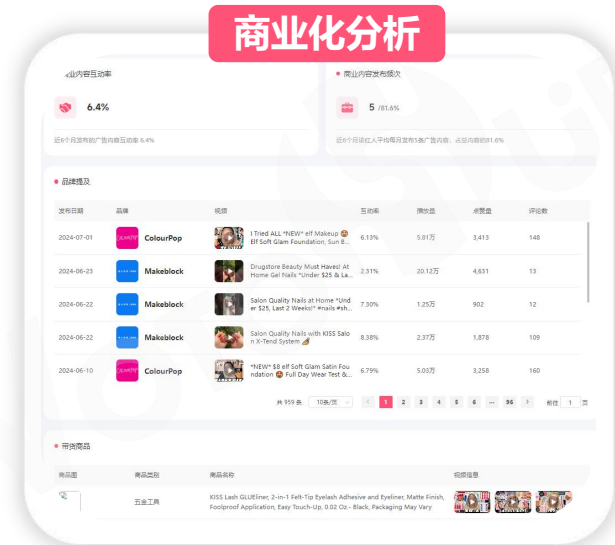 商业化分析
业内容互动率
商业内容发布频次
6.4%
5 /81.6%
近6个月发布的广告内容互动率 6.4%
近6个月该红人平均每月发布5条广告内容，占总内容的81.6%
品牌提及
发布日期 品牌 视频 互动率 播放量 点赞量 评论数
2024-07-01 ColourPop I Tried ALL *NEW* elf Makeup 6.13% 9.81万 3,413 148
Elf Soft Glam Foundation, Sun B...
2024-06-23 Makeblock Drugstore Beauty Must Haves! At 2.31% 20.12万 4,631 13
Home Gel Nails *Under $25 & La...
2024-06-22 Makeblock Salon Quality Nails at Home *Und 7.30% 1.25万 902 12
er $25, Last 2 Weeks!* #nails #sh...
2024-06-22 Makeblock Salon Quality Nails with KISS Salo 8.38% 2.37万 1,878 109
n X-Tend System 💅
2024-06-10 ColourPop *NEW* $8 elf Soft Glam Satin Fou 6.79% 5.03万 3,258 160
ndation Full Day Wear Test &...
共 959 条 10条/页 < 1 2 3 4 5 6 ... 96 > 前往 1 页
带货商品
商品图 商品类别 商品名称 视频信息
五金工具 KISS Lash GLUEliner, 2-in-1 Felt-Tip Eyelash Adhesive and Eyeliner, Matte Finish,
Foolproof Application, Easy Touch-Up, 0.02 Oz.- Black, Packaging May Vary